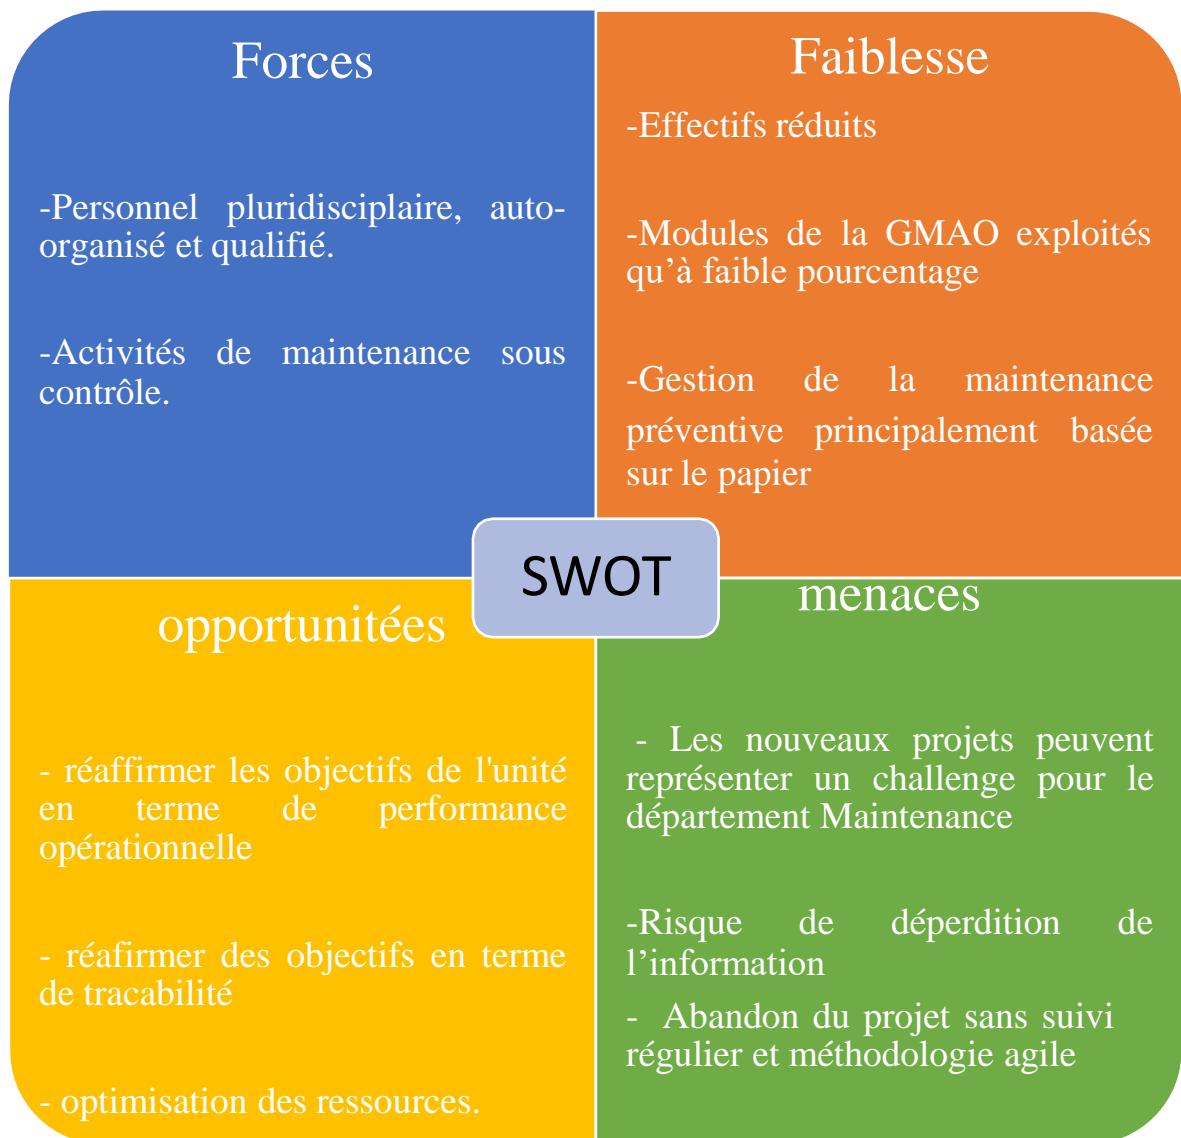 Forces
-Personnel pluridisciplaire, auto-
organisé et qualifié.
-Activités de maintenance sous
contrôle.
Faiblesse
-Effectifs réduits
-Modules de la GMAO exploités
qu’à faible pourcentage
-Gestion de la maintenance
préventive principalement basée
sur le papier
SWOT
opportunitées
- réaffirmer les objectifs de l'unité
en terme de performance
opérationnelle
- réafirmer des objectifs en terme
de tracabilité
- optimisation des ressources.
menaces
- Les nouveaux projets peuvent
représenter un challenge pour le
département Maintenance
-Risque de déperdition de
l’information
- Abandon du projet sans suivi
régulier et méthodologie agile